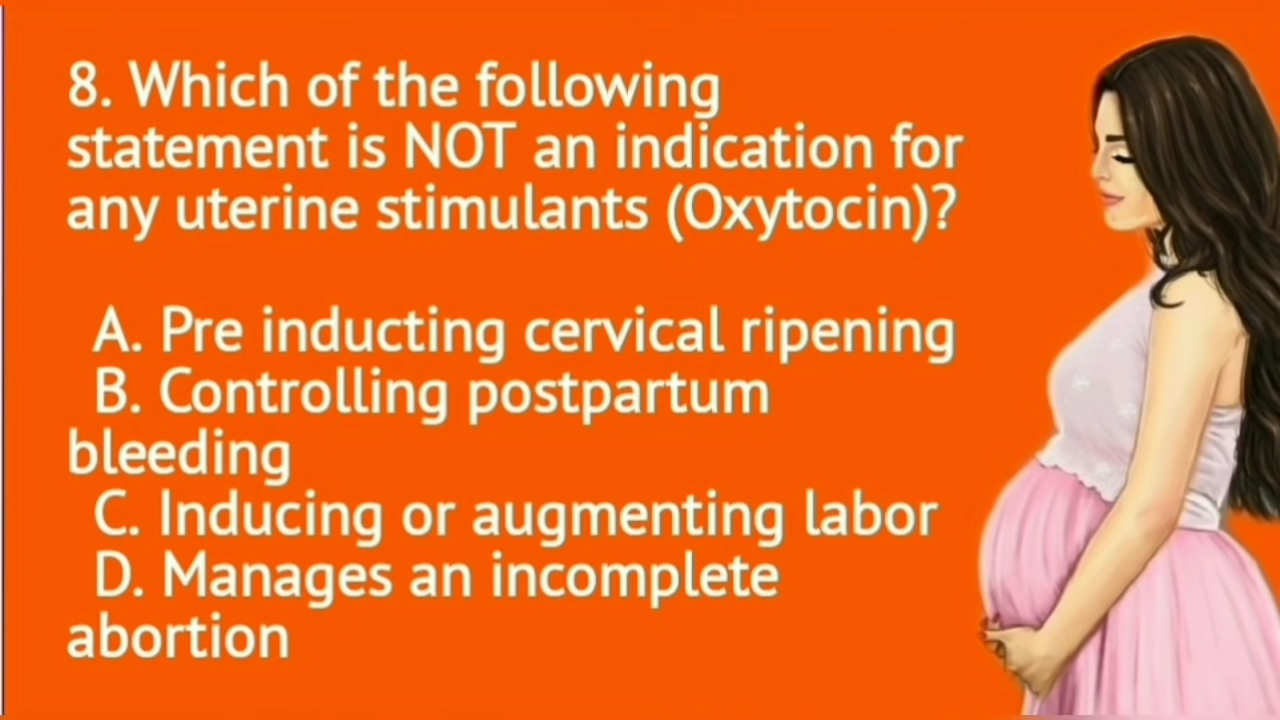 8. Which of the following
statement is NOT an indication for
any uterine stimulants (Oxytocin)?
A. Pre inducting cervical ripening
B. Controlling postpartum
bleeding
C. Inducing or augmenting labor
D. Manages an incomplete
abortion